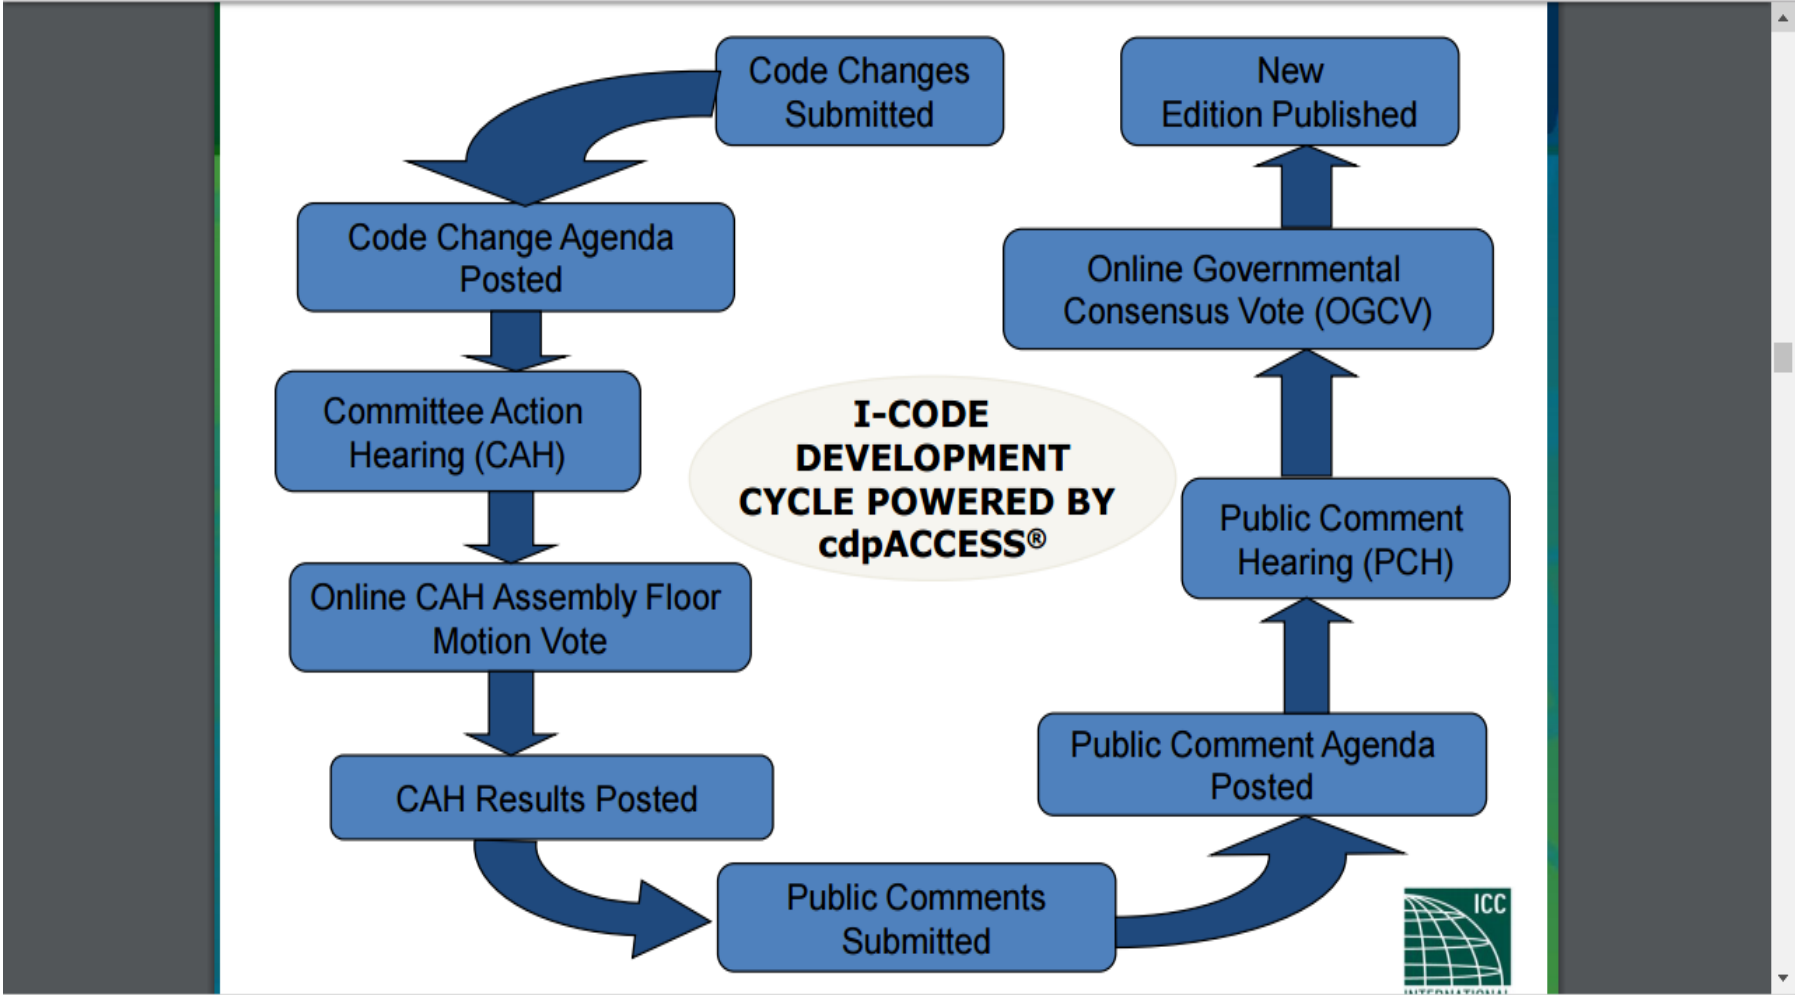 Code Changes
Submitted
Code Change Agenda
Posted
Committee Action
Hearing (CAH)
Online CAH Assembly Floor
Motion Vote
CAH Results Posted
Public Comments
Submitted
Public Comment Agenda
Posted
Public Comment
Hearing (PCH)
Online Governmental
Consensus Vote (OGCV)
New
Edition Published
I-CODE
DEVELOPMENT
CYCLE POWERED BY
cdpACCESS®
ICC
INTERNATIONAL